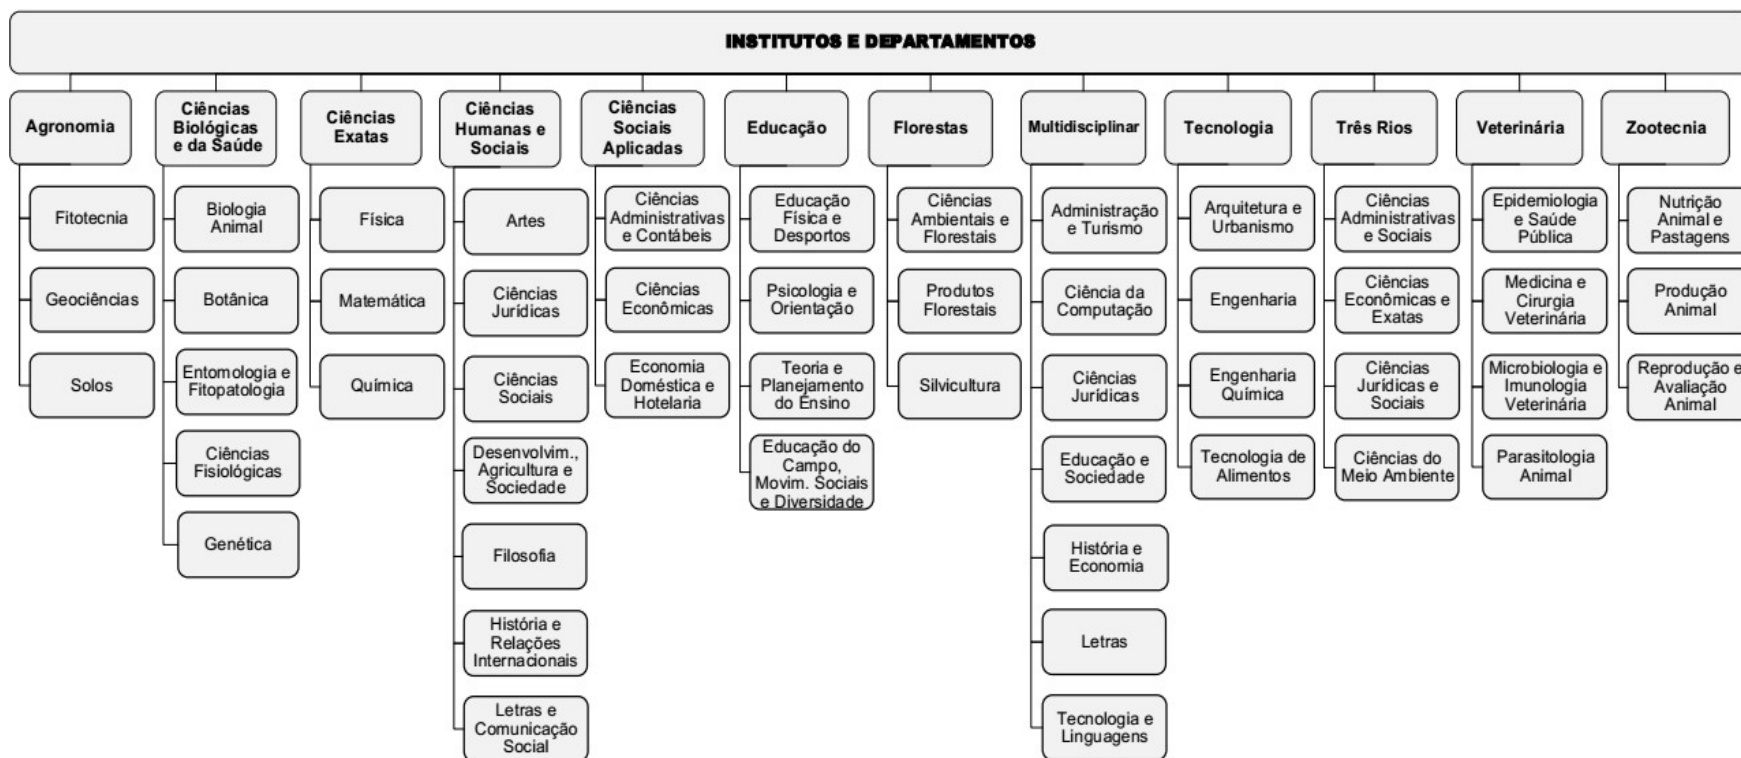 INSTITUTOS E DEPARTAMENTOS
Agronomia
Fitotecnia
Geociências
Solos
Ciências
Biológicas
e da Saúde
Biologia
Animal
Botânica
Entomologia e
Fitopatologia
Ciências
Fisiológicas
Genética
Ciências
Exatas
Física
Matemática
Química
Ciências
Humanas e
Sociais
Artes
Ciências
Jurídicas
Ciências
Sociais
Desenvolvim.,
Agricultura e
Sociedade
Filosofia
História e
Relações
Internacionais
Letras e
Comunicação
Social
Ciências
Sociais
Aplicadas
Ciências
Administrativas
e Contábeis
Ciências
Econômicas
Economia
Doméstica e
Hotelaria
Educação
Educação
Física e
Desportos
Psicologia e
Orientação
Teoria e
Planejamento
do Ensino
Educação do
Campo,
Movim. Sociais
e Diversidade
Florestas
Ciências
Ambientais e
Florestais
Produtos
Florestais
Silvicultura
Multidisciplinar
Administração
e Turismo
Ciência da
Computação
Ciências
Jurídicas
Educação e
Sociedade
História e
Economia
Letras
Tecnologia e
Linguagens
Tecnologia
Arquitetura e
Urbanismo
Engenharia
Engenharia
Química
Tecnologia de
Alimentos
Três Rios
Ciências
Administrativas
e Sociais
Ciências
Econômicas e
Exatas
Ciências
Jurídicas e
Sociais
Ciências do
Meio Ambiente
Veterinária
Epidemiologia
e Saúde
Pública
Medicina e
Cirurgia
Veterinária
Microbiologia e
Imunologia
Veterinária
Parasitologia
Animal
Zootecnia
Nutrição
Animal e
Pastagens
Produção
Animal
Reprodução e
Avaliação
Animal